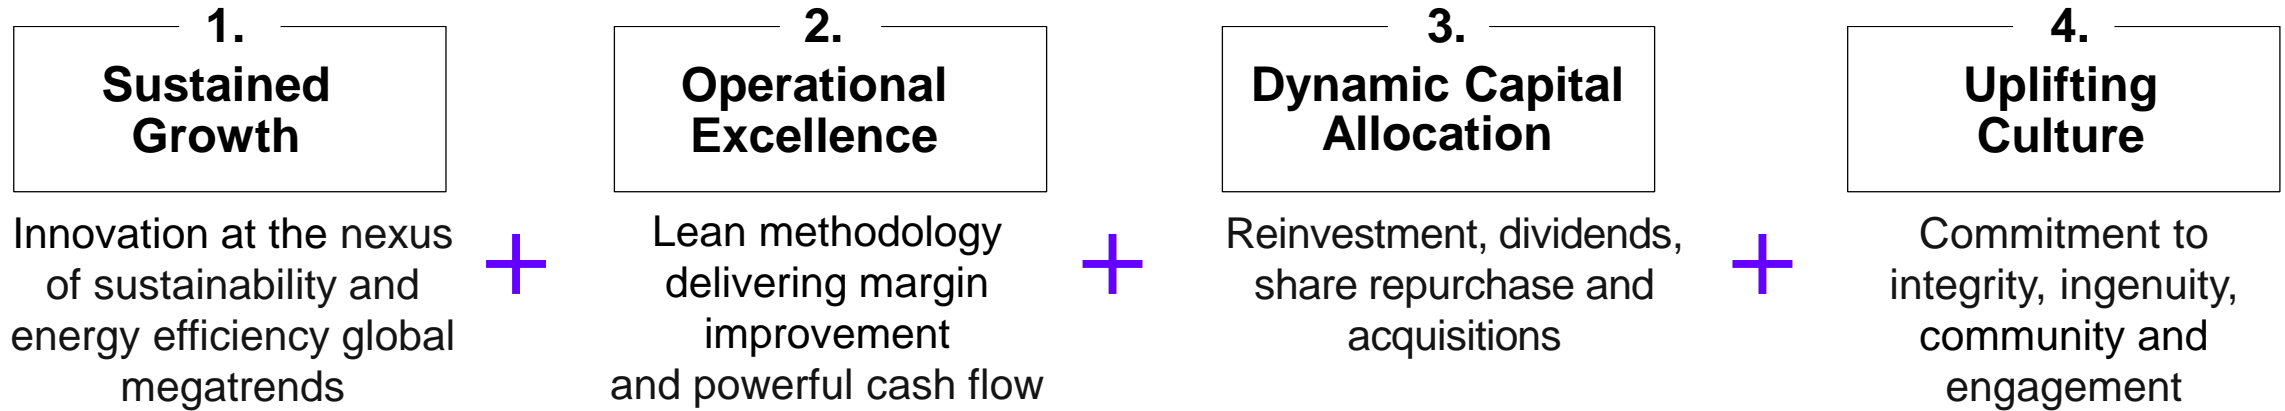 1.
Sustained
Growth
Innovation at the nexus
of sustainability and
energy efficiency global
megatrends
+
2.
Operational
Excellence
Lean methodology
delivering margin
improvement
and powerful cash flow
+
3.
Dynamic Capital
Allocation
Reinvestment, dividends,
share repurchase and
acquisitions
+
4.
Uplifting
Culture
Commitment to
integrity, ingenuity,
community and
engagement